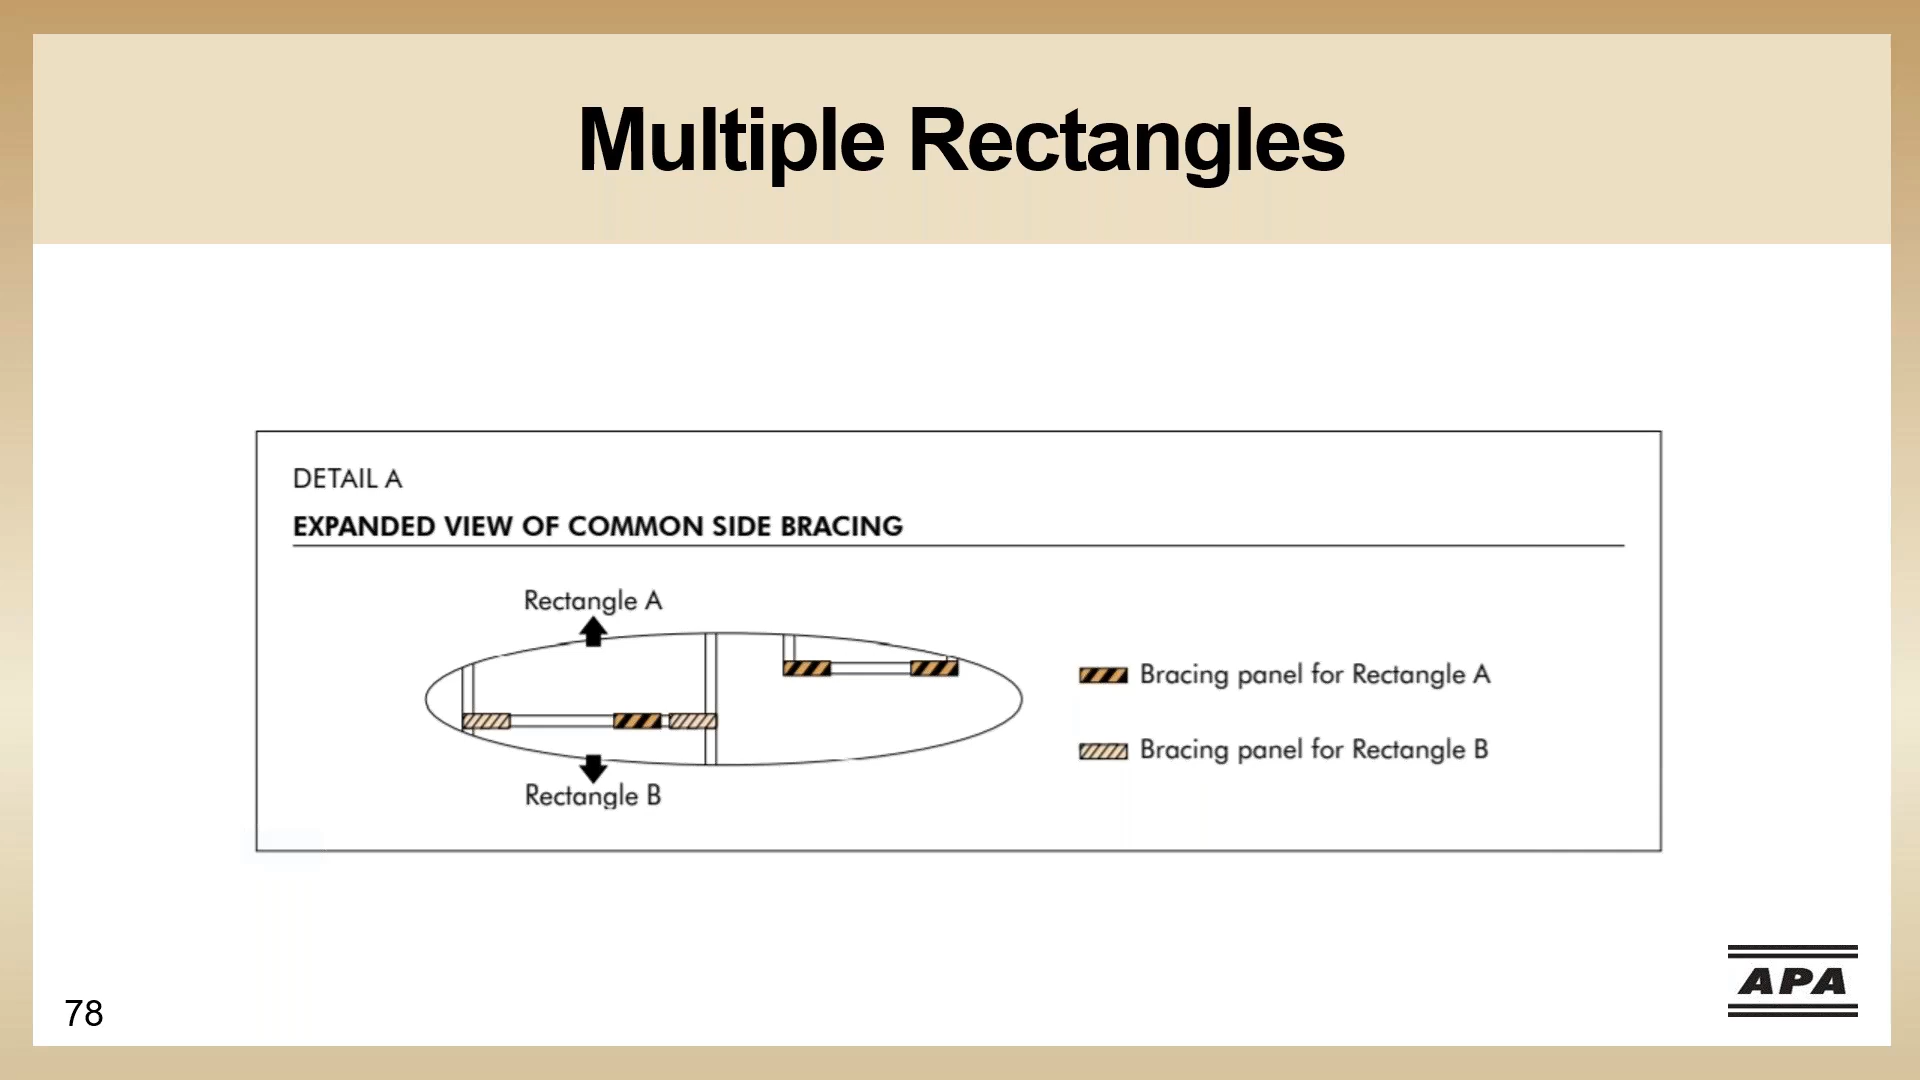 Multiple Rectangles
DETAIL A
EXPANDED VIEW OF COMMON SIDE BRACING
Rectangle A
Rectangle B
Bracing panel for Rectangle A
Bracing panel for Rectangle B
78
APA